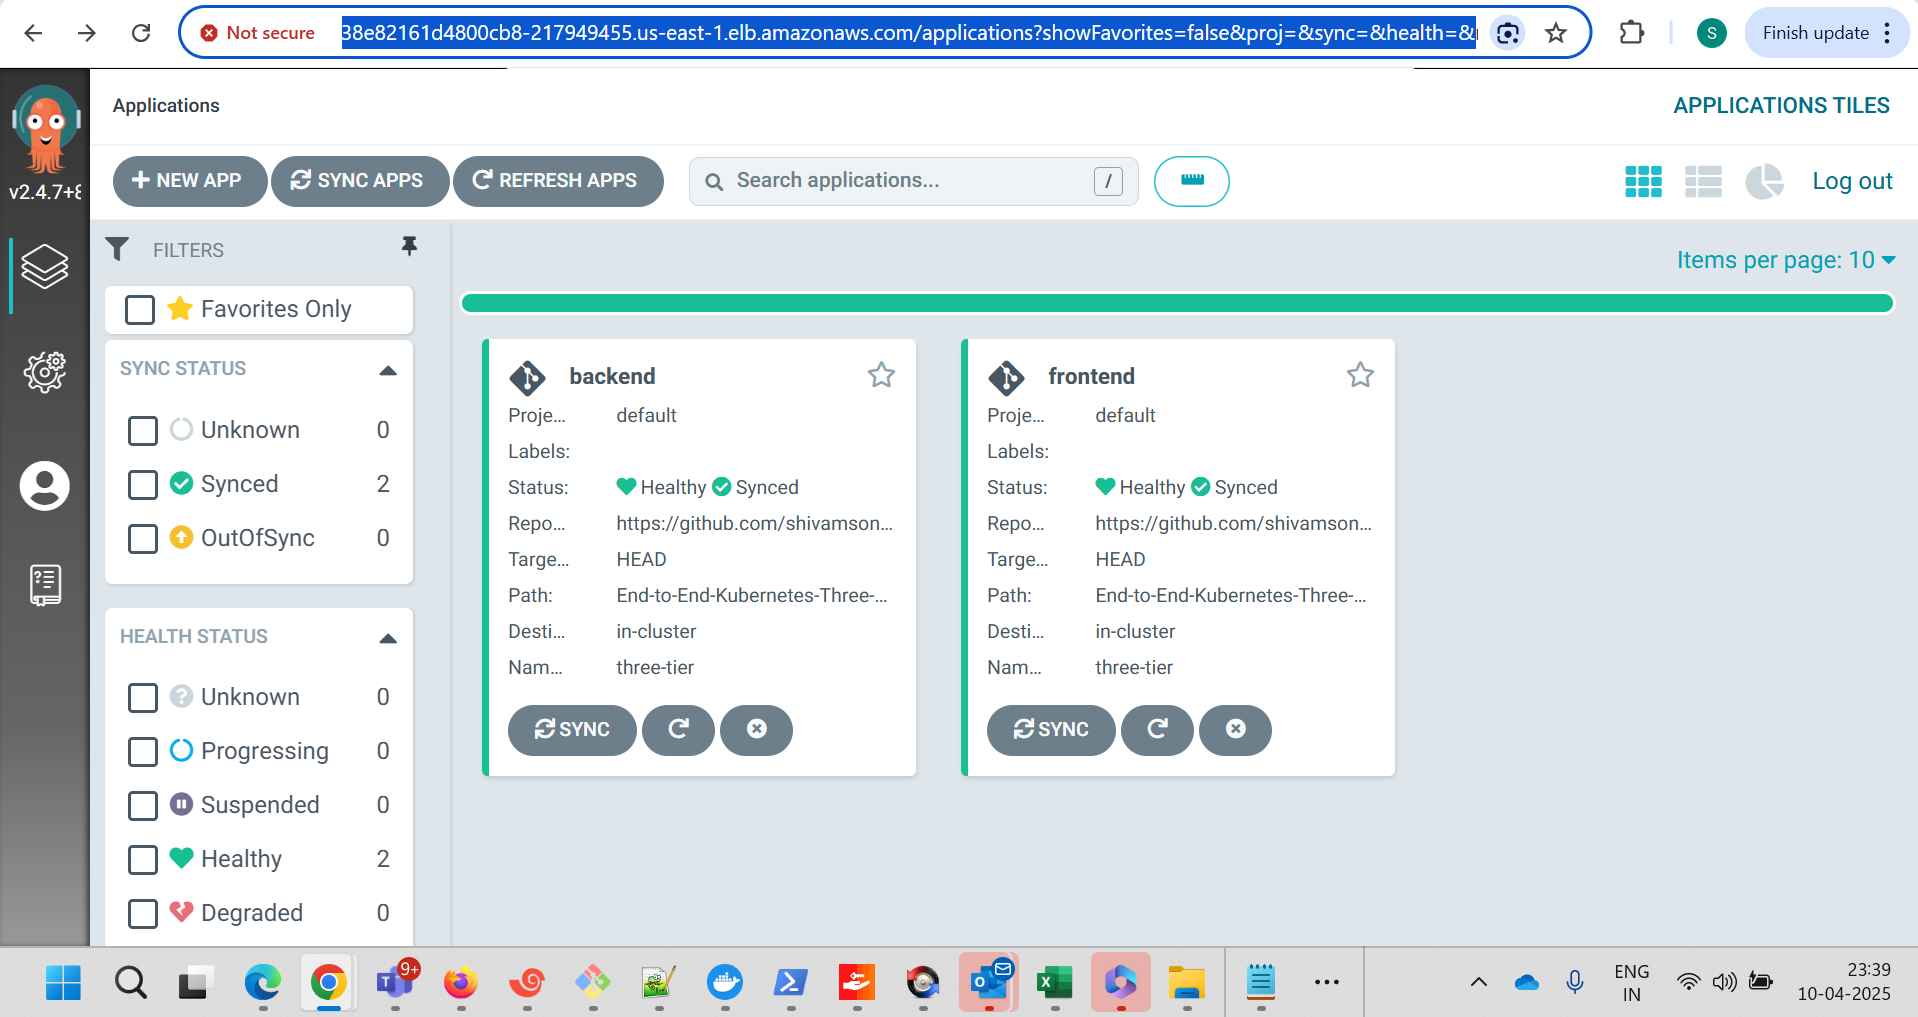 Not secure
38e82161d4800cb8-217949455.us-east-1.elb.amazonaws.com/applications?showFavorites=false&proj=&sync=&health=&
S
Finish update
Applications
APPLICATIONS TILES
v2.4.7+8
NEW APP
SYNC APPS
REFRESH APPS
Search applications...
/
Log out
FILTERS
Items per page: 10
Favorites Only
SYNC STATUS
Unknown 0
Synced 2
OutOfSync 0
HEALTH STATUS
Unknown 0
Progressing 0
Suspended 0
Healthy 2
Degraded 0
backend
Proje... default
Labels:
Status: Healthy Synced
Repo... https://github.com/shivamson...
Targe... HEAD
Path: End-to-End-Kubernetes-Three-...
Desti... in-cluster
Nam... three-tier
SYNC
frontend
Proje... default
Labels:
Status: Healthy Synced
Repo... https://github.com/shivamson...
Targe... HEAD
Path: End-to-End-Kubernetes-Three-...
Desti... in-cluster
Nam... three-tier
SYNC
9+
ENG
IN
23:39
10-04-2025